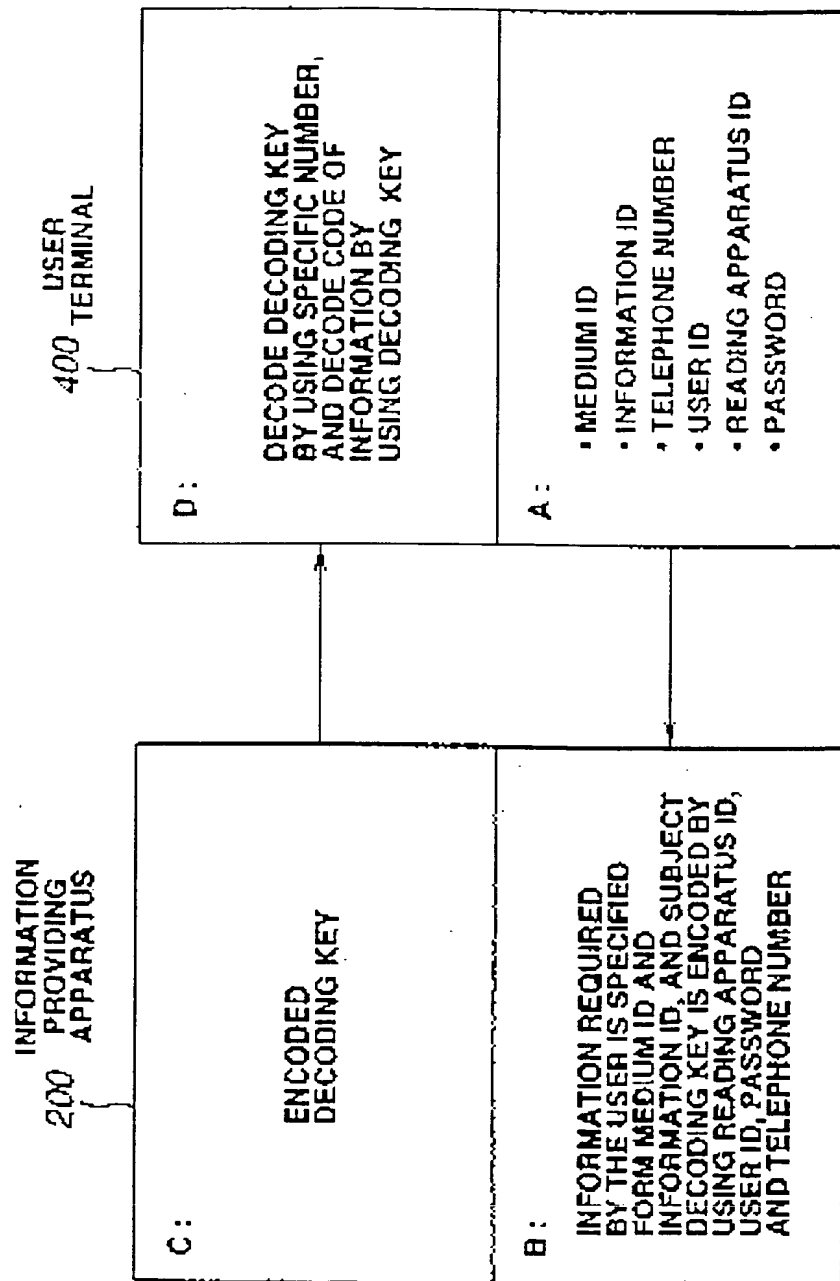 INFORMATION
200 PROVIDING
APPARATUS
C:
ENCODED
DECODING KEY
B:
INFORMATION REQUIRED
BY THE USER IS SPECIFIED
FORM MEDIUM ID AND
INFORMATION ID, AND SUBJECT
DECODING KEY IS ENCODED BY
USING READING APPARATUS ID,
USER ID, PASSWORD
AND TELEPHONE NUMBER
400 USER
TERMINAL
D:
DECODE DECODING KEY
BY USING SPECIFIC NUMBER,
AND DECODE CODE OF
INFORMATION BY
USING DECODING KEY
A:
• MEDIUM ID
• INFORMATION ID
• TELEPHONE NUMBER
• USER ID
• READING APPARATUS ID
• PASSWORD